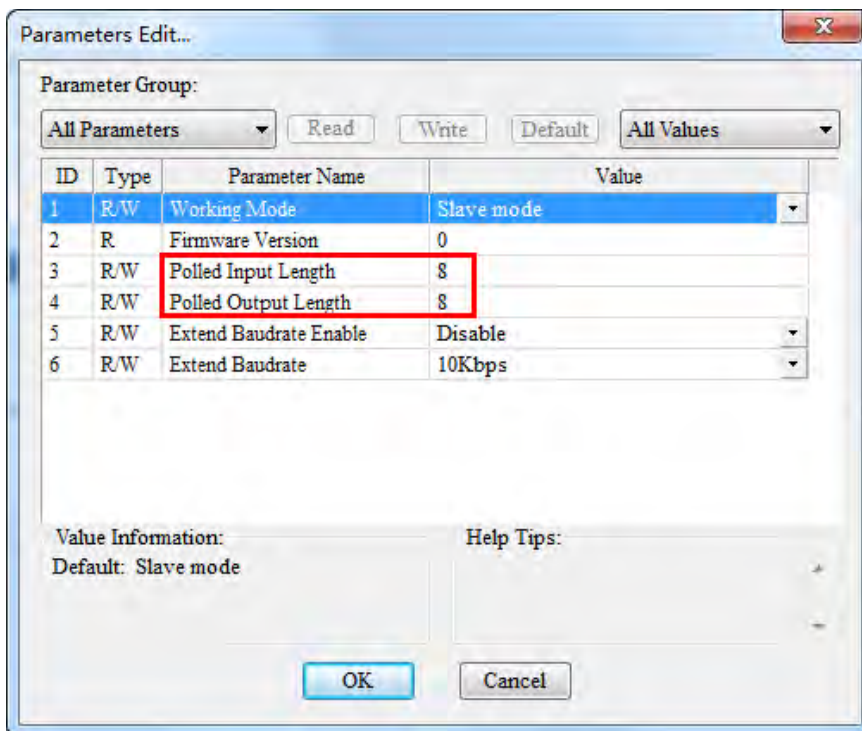 Parameters Edit...
Parameter Group:
All Parameters Read Write Default All Values
ID Type Parameter Name Value
1 R/W Working Mode Slave mode
2 R Firmware Version 0
3 R/W Polled Input Length 8
4 R/W Polled Output Length 8
5 R/W Extend Baudrate Enable Disable
6 R/W Extend Baudrate 10Kbps
Value Information: Help Tips:
Default: Slave mode
OK Cancel